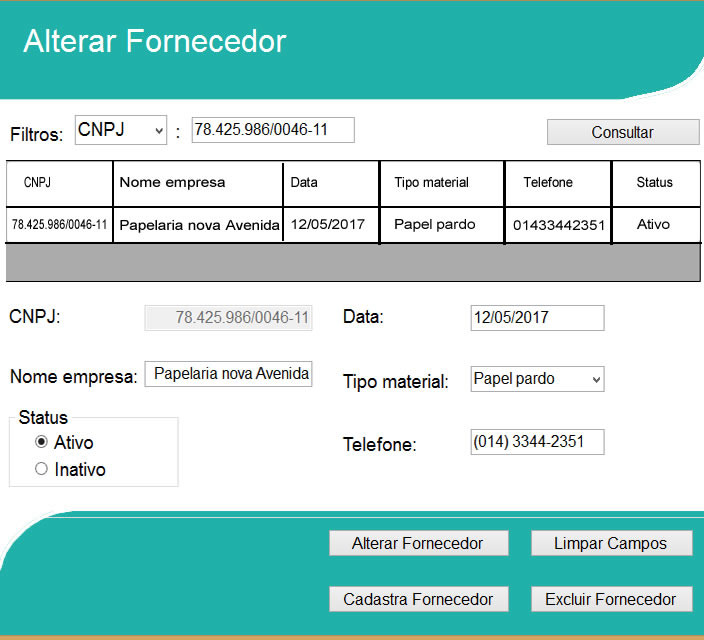 Alterar Fornecedor
Filtros: CNPJ : 78.425.986/0046-11 Consultar
CNPJ Nome empresa Data Tipo material Telefone Status
78.425.986/0046-11 Papelaria nova Avenida 12/05/2017 Papel pardo 01433442351 Ativo
CNPJ: 78.425.986/0046-11 Data: 12/05/2017
Nome empresa: Papelaria nova Avenida Tipo material: Papel pardo
Status
Ativo Telefone: (014) 3344-2351
Inativo
Alterar Fornecedor Limpar Campos
Cadastra Fornecedor Excluir Fornecedor